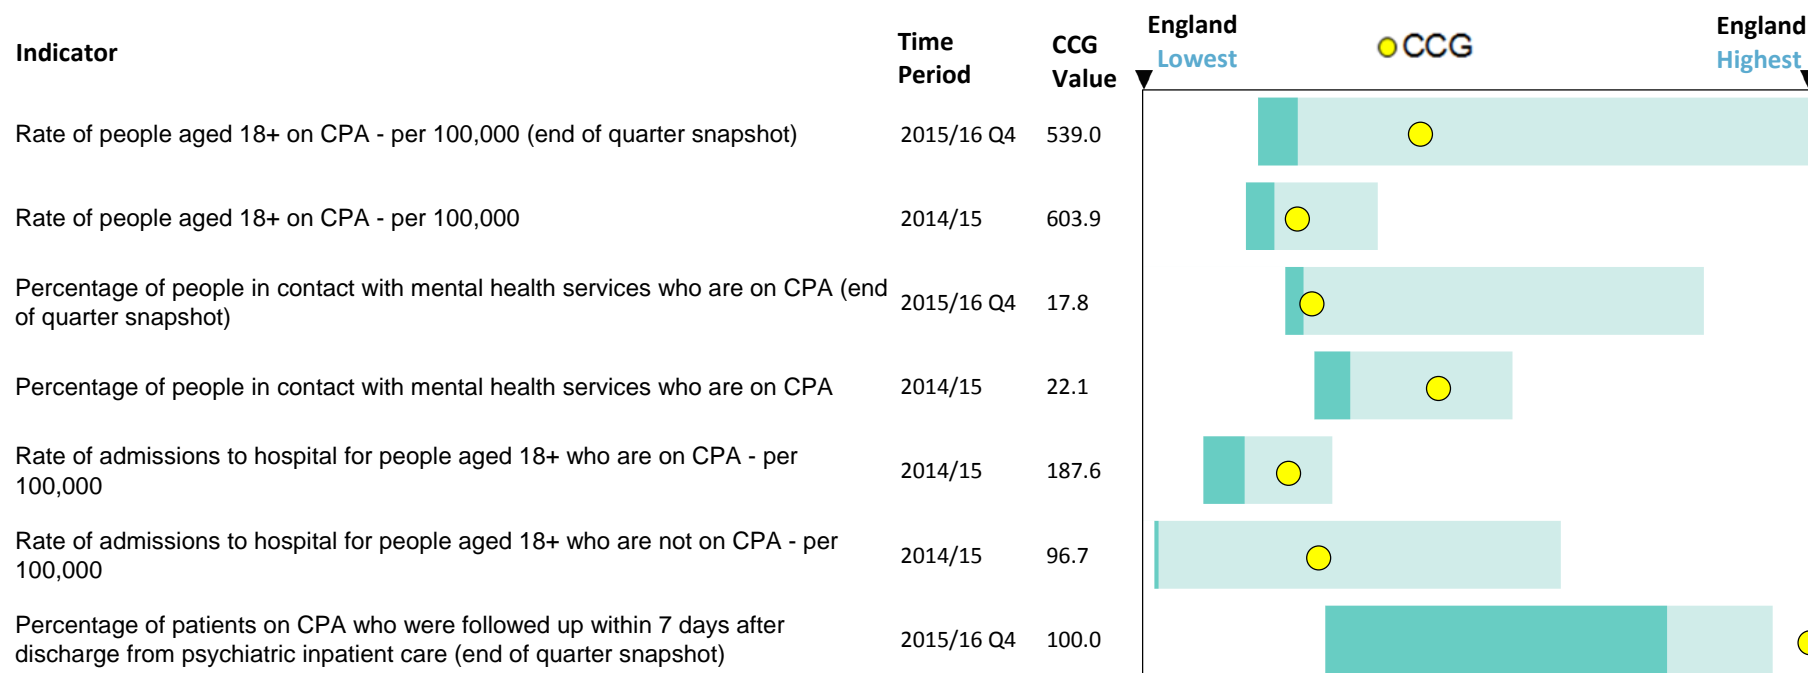 Indicator
Time Period
CCG Value
England Lowest
CCG
England Highest
Rate of people aged 18+ on CPA - per 100,000 (end of quarter snapshot) 2015/16 Q4 539.0
Rate of people aged 18+ on CPA - per 100,000 2014/15 603.9
Percentage of people in contact with mental health services who are on CPA (end
of quarter snapshot) 2015/16 Q4 17.8
Percentage of people in contact with mental health services who are on CPA 2014/15 22.1
Rate of admissions to hospital for people aged 18+ who are on CPA - per
100,000 2014/15 187.6
Rate of admissions to hospital for people aged 18+ who are not on CPA - per
100,000 2014/15 96.7
Percentage of patients on CPA who were followed up within 7 days after
discharge from psychiatric inpatient care (end of quarter snapshot) 2015/16 Q4 100.0